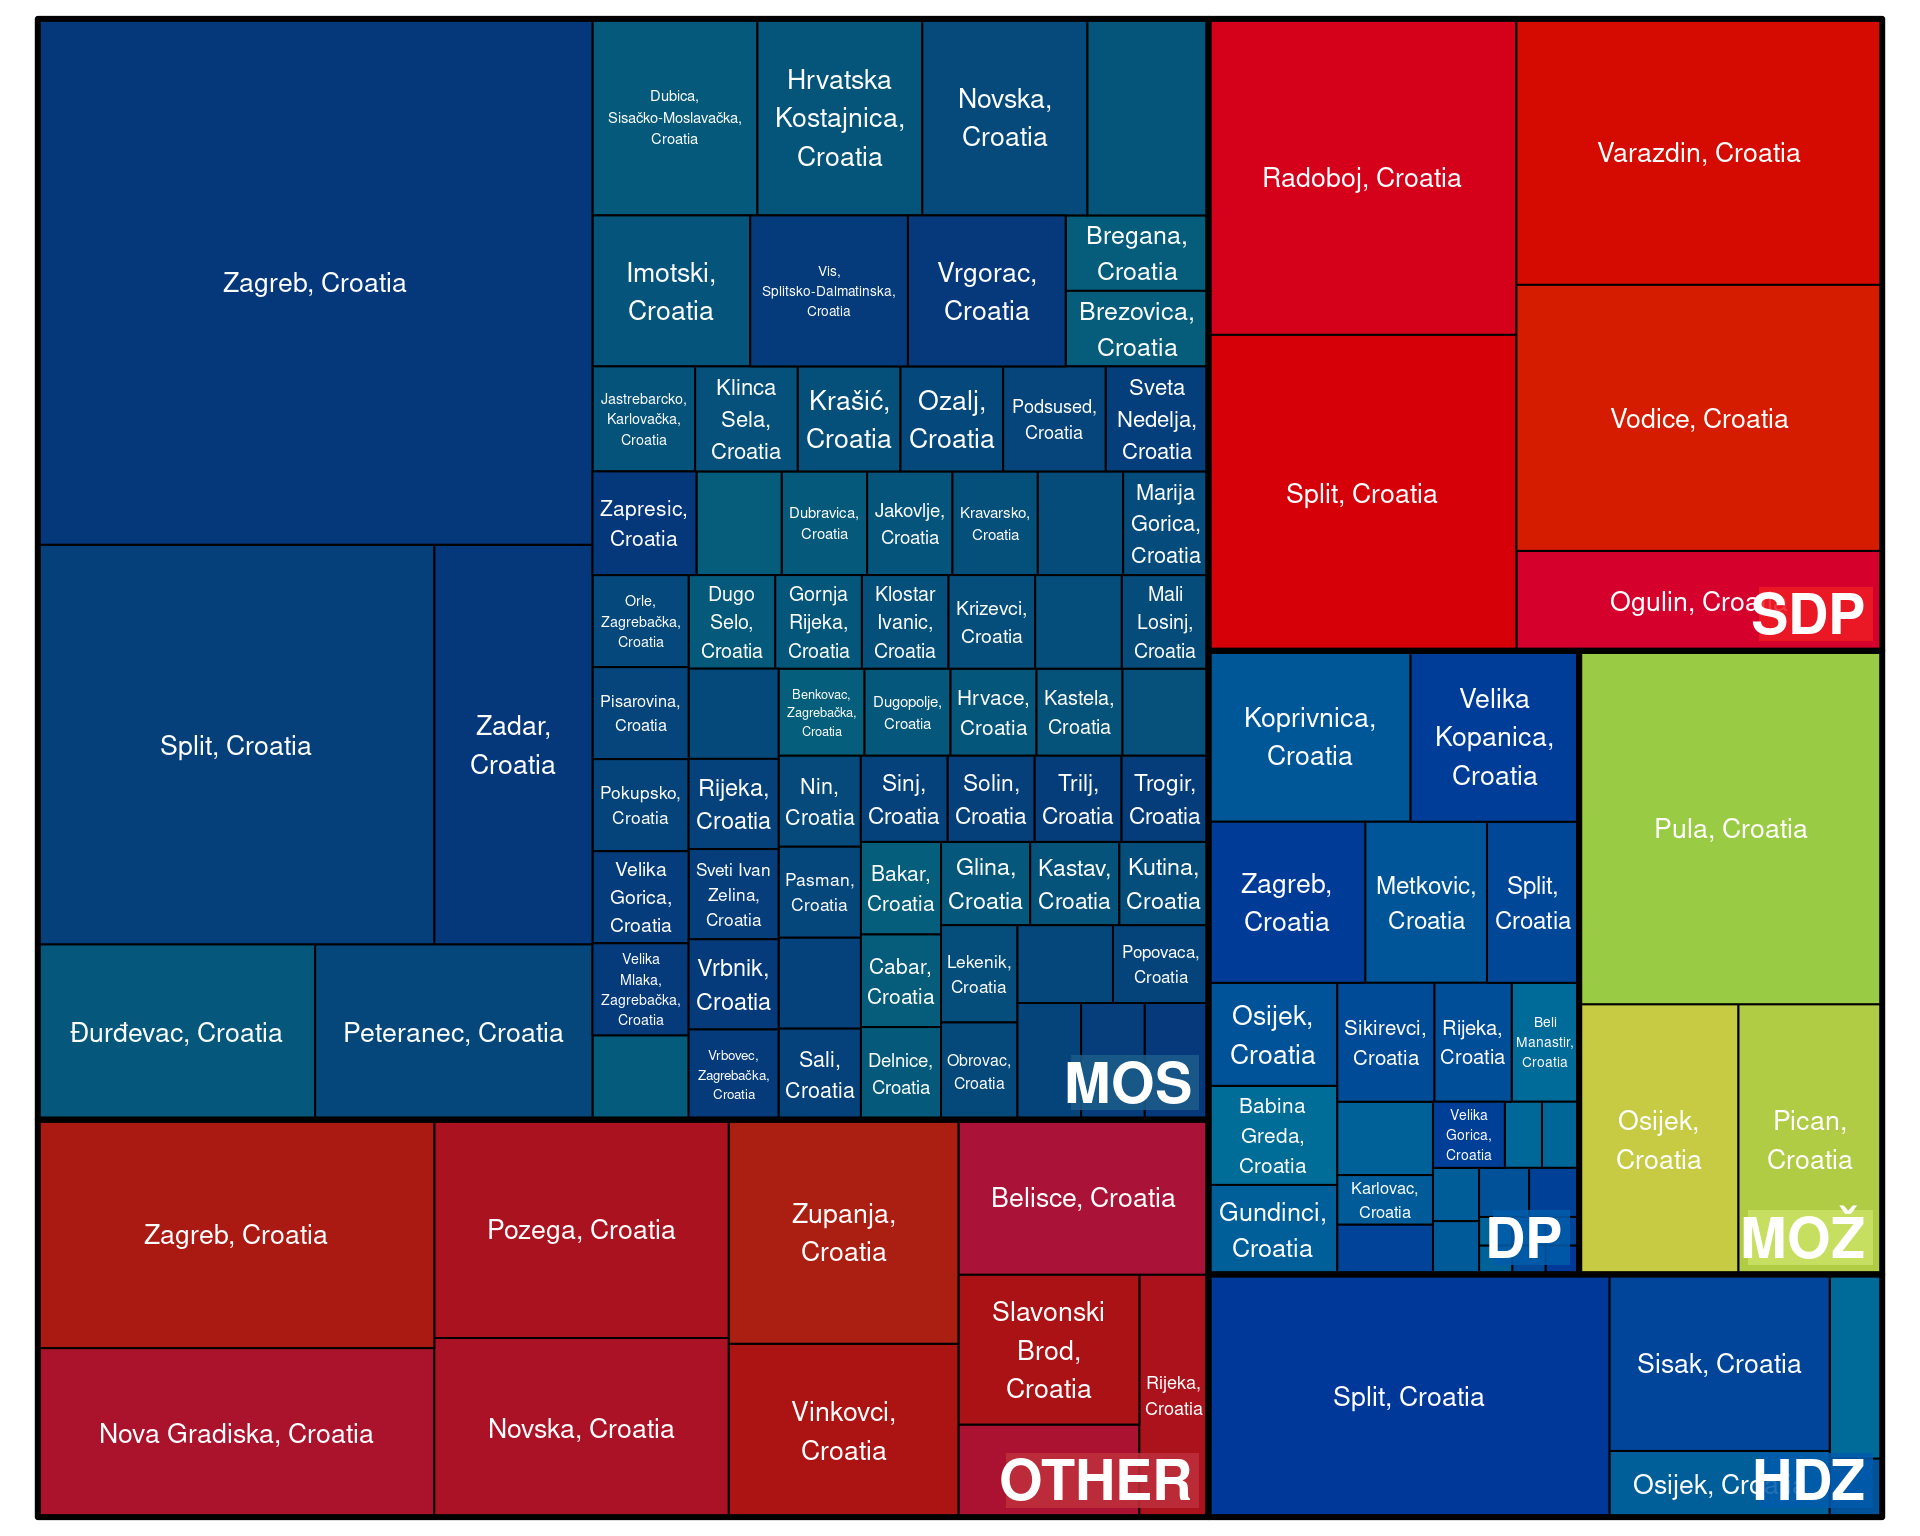 Zagreb, Croatia
Split, Croatia
Zadar,
Croatia
Đurđevac, Croatia
Peteranec, Croatia
Dubica,
Sisačko-Moslavačka,
Croatia
Hrvatska
Kostajnica,
Croatia
Novska,
Croatia
Imotski,
Croatia
Vis,
Splitsko-Dalmatinska,
Croatia
Vrgorac,
Croatia
Bregana,
Croatia
Brezovica,
Croatia
Jastrebarcko,
Karlovačka,
Croatia
Klinca
Sela,
Croatia
Krašić,
Croatia
Ozalj,
Croatia
Podsused,
Croatia
Sveta
Nedelja,
Croatia
Zapresic,
Croatia
Dubravica,
Croatia
Jakovlje,
Croatia
Kravarsko,
Croatia
Marija
Gorica,
Croatia
Orle,
Zagrebačka,
Croatia
Dugo
Selo,
Croatia
Gornja
Rijeka,
Croatia
Klostar
Ivanic,
Croatia
Krizevci,
Croatia
Mali
Losinj,
Croatia
Pisarovina,
Croatia
Benkovac,
Zagrebačka,
Croatia
Dugopolje,
Croatia
Hrvace,
Croatia
Kastela,
Croatia
Pokupsko,
Croatia
Rijeka,
Croatia
Nin,
Croatia
Sinj,
Croatia
Solin,
Croatia
Trilj,
Croatia
Trogir,
Croatia
Velika
Gorica,
Croatia
Sveti Ivan
Zelina,
Croatia
Pasman,
Croatia
Bakar,
Croatia
Glina,
Croatia
Kastav,
Croatia
Kutina,
Croatia
Velika
Mlaka,
Zagrebačka,
Croatia
Vrbnik,
Croatia
Cabar,
Croatia
Lekenik,
Croatia
Popovaca,
Croatia
Vrbovec,
Zagrebačka,
Croatia
Sali,
Croatia
Delnice,
Croatia
Obrovac,
Croatia
MOS
Radoboj, Croatia
Varazdin, Croatia
Split, Croatia
Vodice, Croatia
Ogulin, Croa
SDP
Koprivnica,
Croatia
Velika
Kopanica,
Croatia
Zagreb,
Croatia
Metkovic,
Croatia
Split,
Croatia
Osijek,
Croatia
Sikirevci,
Croatia
Rijeka,
Croatia
Beli
Manastir,
Croatia
Babina
Greda,
Croatia
Velika
Gorica,
Croatia
Gundinci,
Croatia
Karlovac,
Croatia
DP
Pula, Croatia
Osijek,
Croatia
Pican,
Croatia
MOŽ
Zagreb, Croatia
Pozega, Croatia
Zupanja,
Croatia
Belisce, Croatia
Nova Gradiska, Croatia
Novska, Croatia
Vinkovci,
Croatia
Slavonski
Brod,
Croatia
Rijeka,
Croatia
OTHER
Split, Croatia
Sisak, Croatia
Osijek, Cro
HDZ